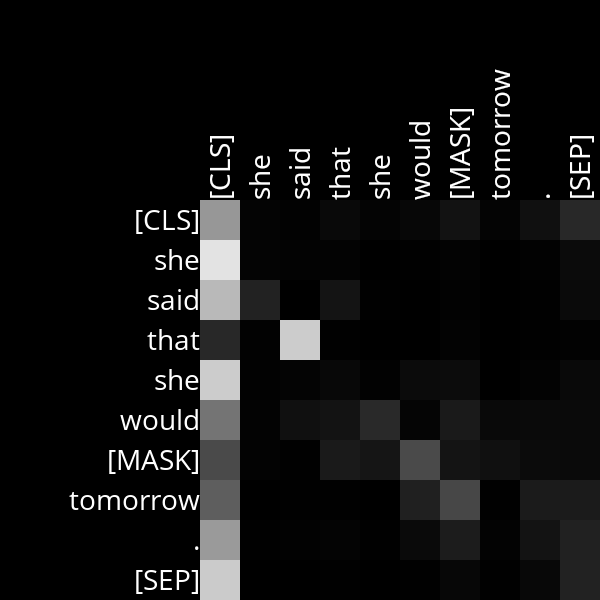 [CLS] she said that she would [MASK] tomorrow . [SEP]
[CLS]
she
said
that
she
would
[MASK]
tomorrow
.
[SEP]